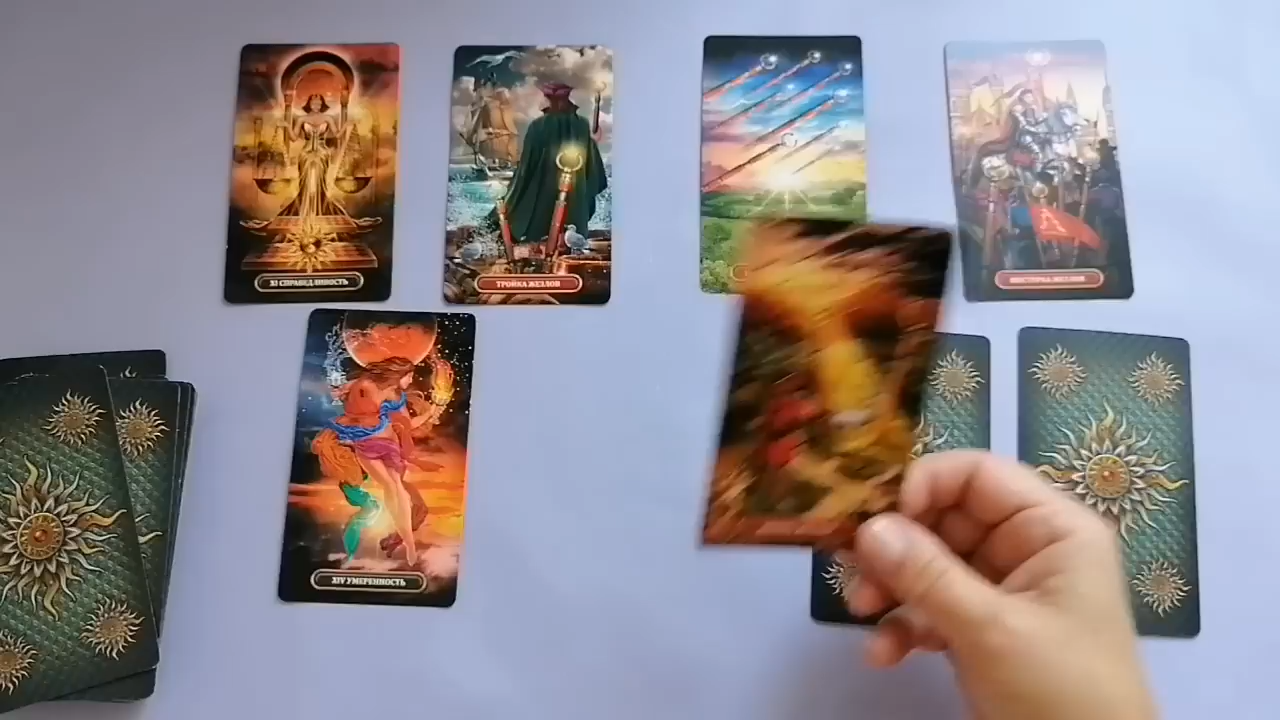 XI СПРАВЕДЛИВОСТЬ
ТРОЙКА ЖЕЗЛОВ
ШЕСТЕРКА ЖЕЗЛОВ
XIV УМЕРЕННОСТЬ